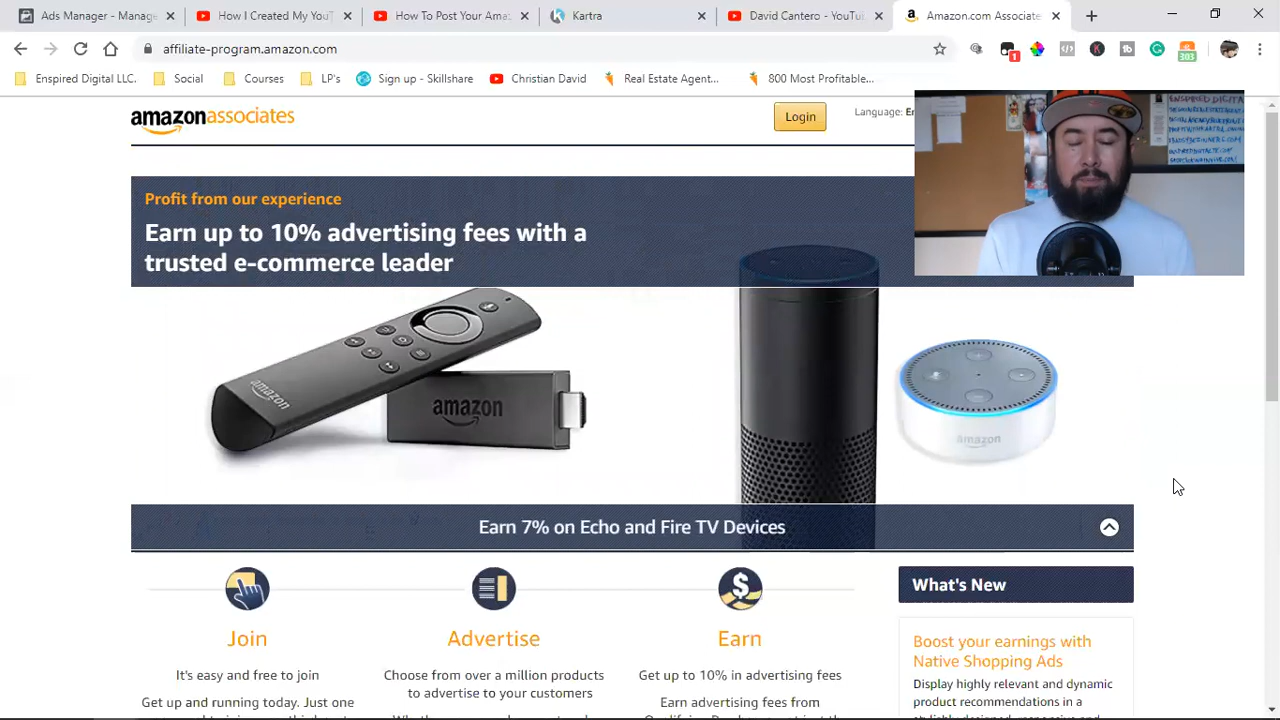 Ads Manager - Manage
How I Created My YouT
How To Post Your Amaz
Kartra
David Cantero - YouTu
Amazon.com Associate
affiliate-program.amazon.com
1
303
Enspired Digital LLC.
Social
Courses
LP's
Sign up - Skillshare
Christian David
Real Estate Agent...
800 Most Profitable...
amazonassociates
Login
Language: En
Profit from our experience
Earn up to 10% advertising fees with a
trusted e-commerce leader
amazon
amazon
amazon
Earn 7% on Echo and Fire TV Devices
Join
It's easy and free to join
Get up and running today. Just one
Advertise
Choose from over a million products
to advertise to your customers
Earn
Get up to 10% in advertising fees
Earn advertising fees from
What's New
Boost your earnings with
Native Shopping Ads
Display highly relevant and dynamic
product recommendations in a